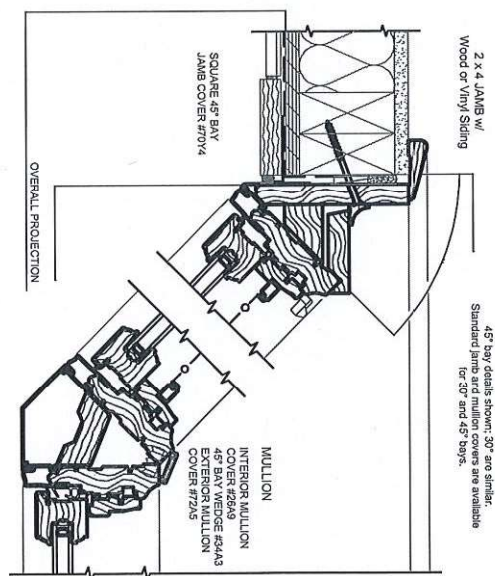 2 x 4 JAMB w/
Wood or Vinyl Siding
45° bay details shown; 30° are similar.
Standard jamb and mullion covers are available
for 30° and 45° bays.
SQUARE 45° BAY
JAMB COVER #70Y4
OVERALL PROJECTION
MULLION
INTERIOR MULLION
COVER #26A9
45° BAY WEDGE #34A3
EXTERIOR MULLION
COVER #72A5